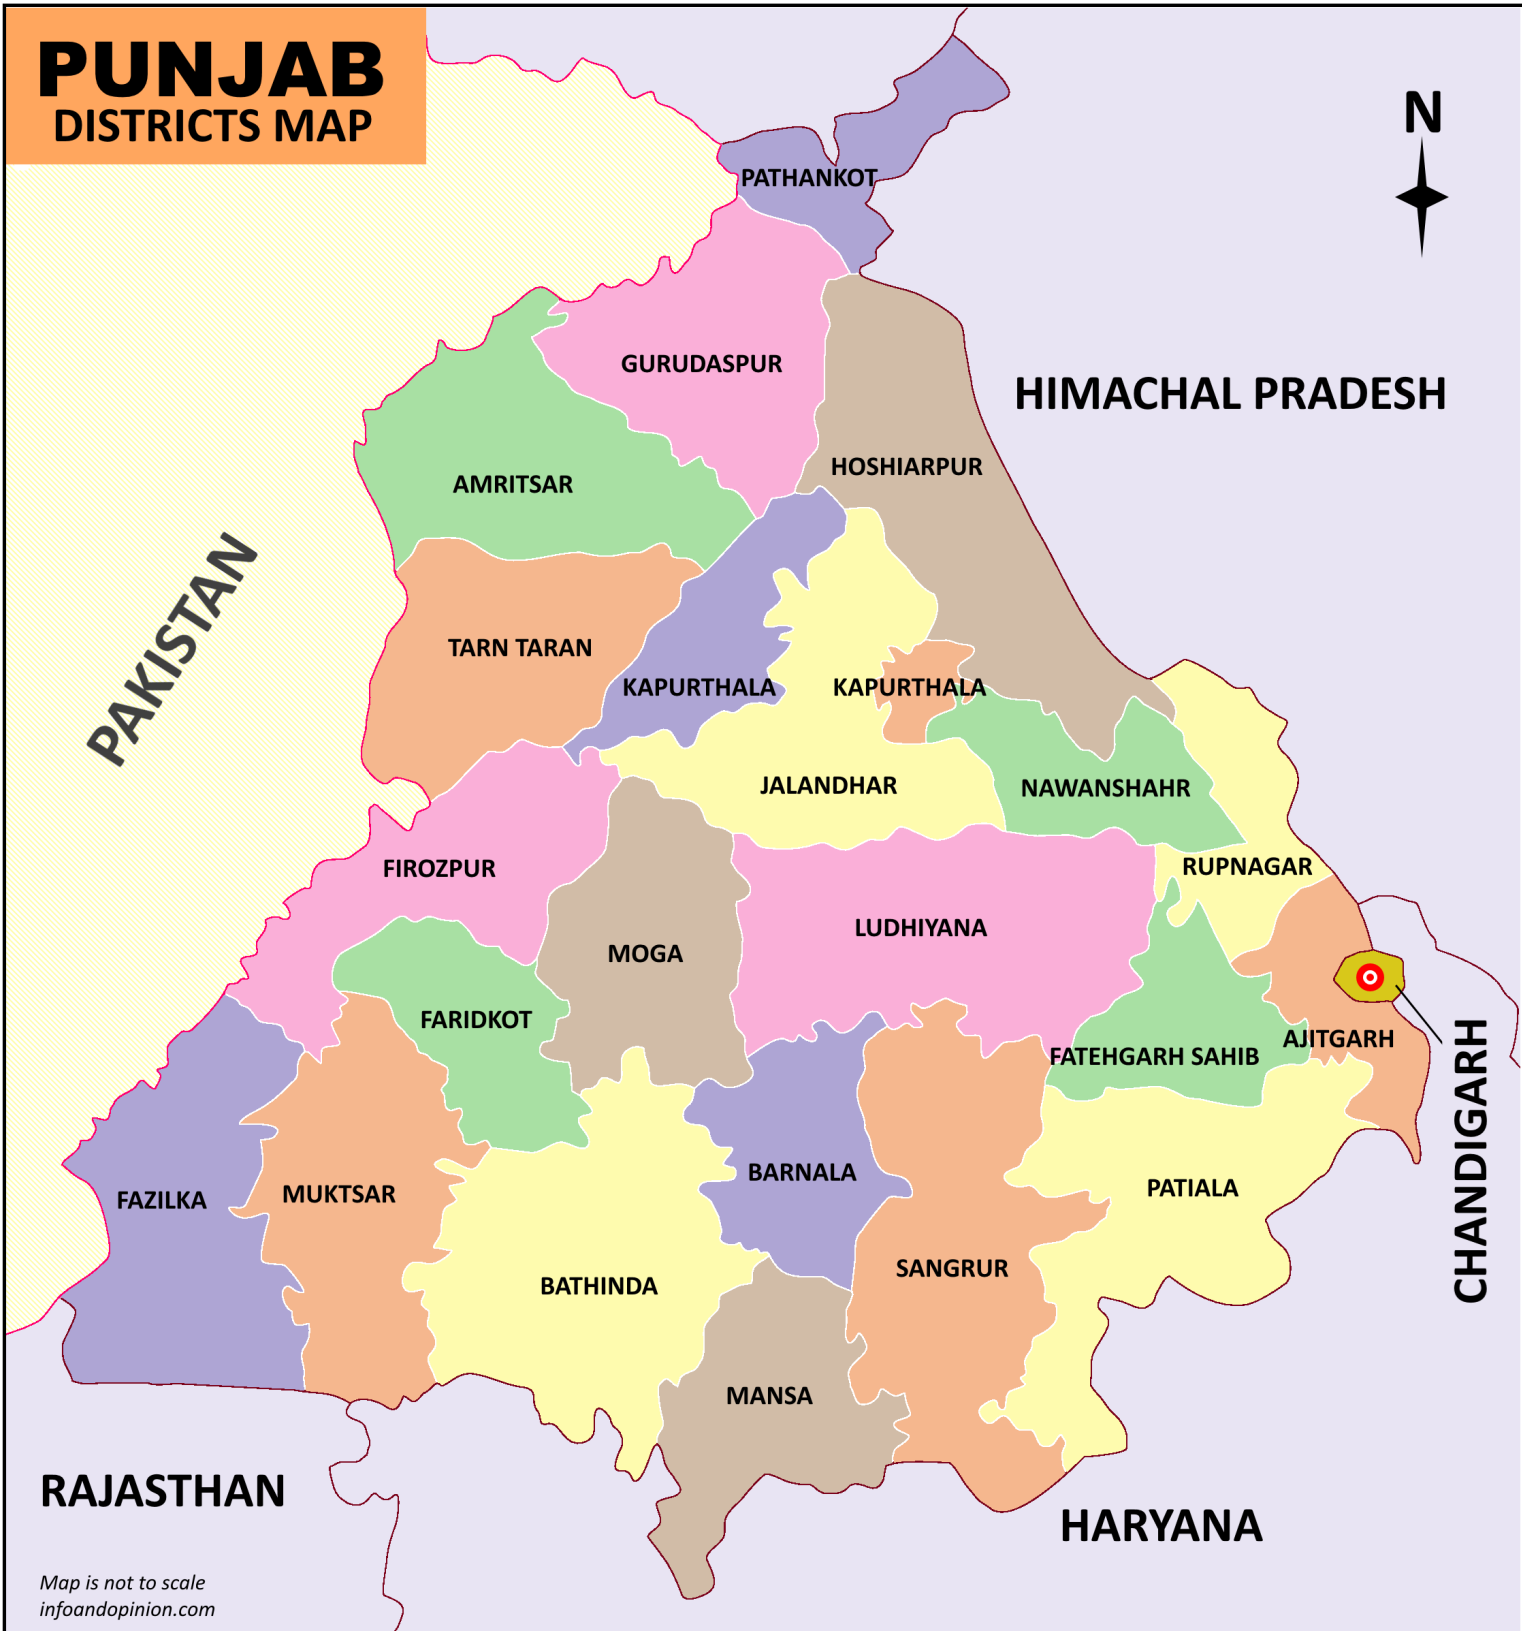 PUNJAB
DISTRICTS MAP
N
PATHANKOT
GURUDASPUR
HIMACHAL PRADESH
HOSHIARPUR
AMRITSAR
PAKISTAN
TARN TARAN
KAPURTHALA
KAPURTHALA
JALANDHAR
NAWANSHAHR
FIROZPUR
RUPNAGAR
LUDHIYANA
MOGA
FARIDKOT
AJITGARH
FATEHGARH SAHIB
CHANDIGARH
BARNALA
PATIALA
FAZILKA
MUKTSAR
SANGRUR
BATHINDA
MANSA
RAJASTHAN
HARYANA
Map is not to scale
infoandopinion.com